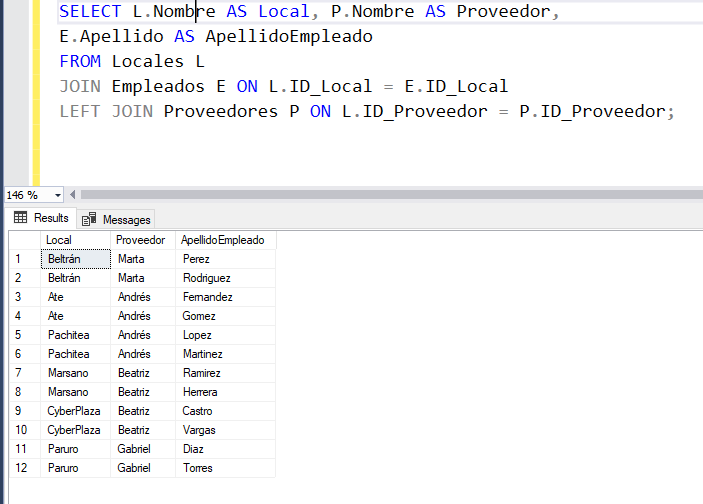 SELECT L.Nombre AS Local, P.Nombre AS Proveedor,
E.Apellido AS ApellidoEmpleado
FROM Locales L
JOIN Empleados E ON L.ID_Local = E.ID_Local
LEFT JOIN Proveedores P ON L.ID_Proveedor = P.ID_Proveedor;
146 %
Results Messages
Local Proveedor ApellidoEmpleado
1 Beltrán Marta Perez
2 Beltrán Marta Rodriguez
3 Ate Andrés Fernandez
4 Ate Andrés Gomez
5 Pachitea Andrés Lopez
6 Pachitea Andrés Martinez
7 Marsano Beatriz Ramirez
8 Marsano Beatriz Herrera
9 CyberPlaza Beatriz Castro
10 CyberPlaza Beatriz Vargas
11 Paruro Gabriel Diaz
12 Paruro Gabriel Torres